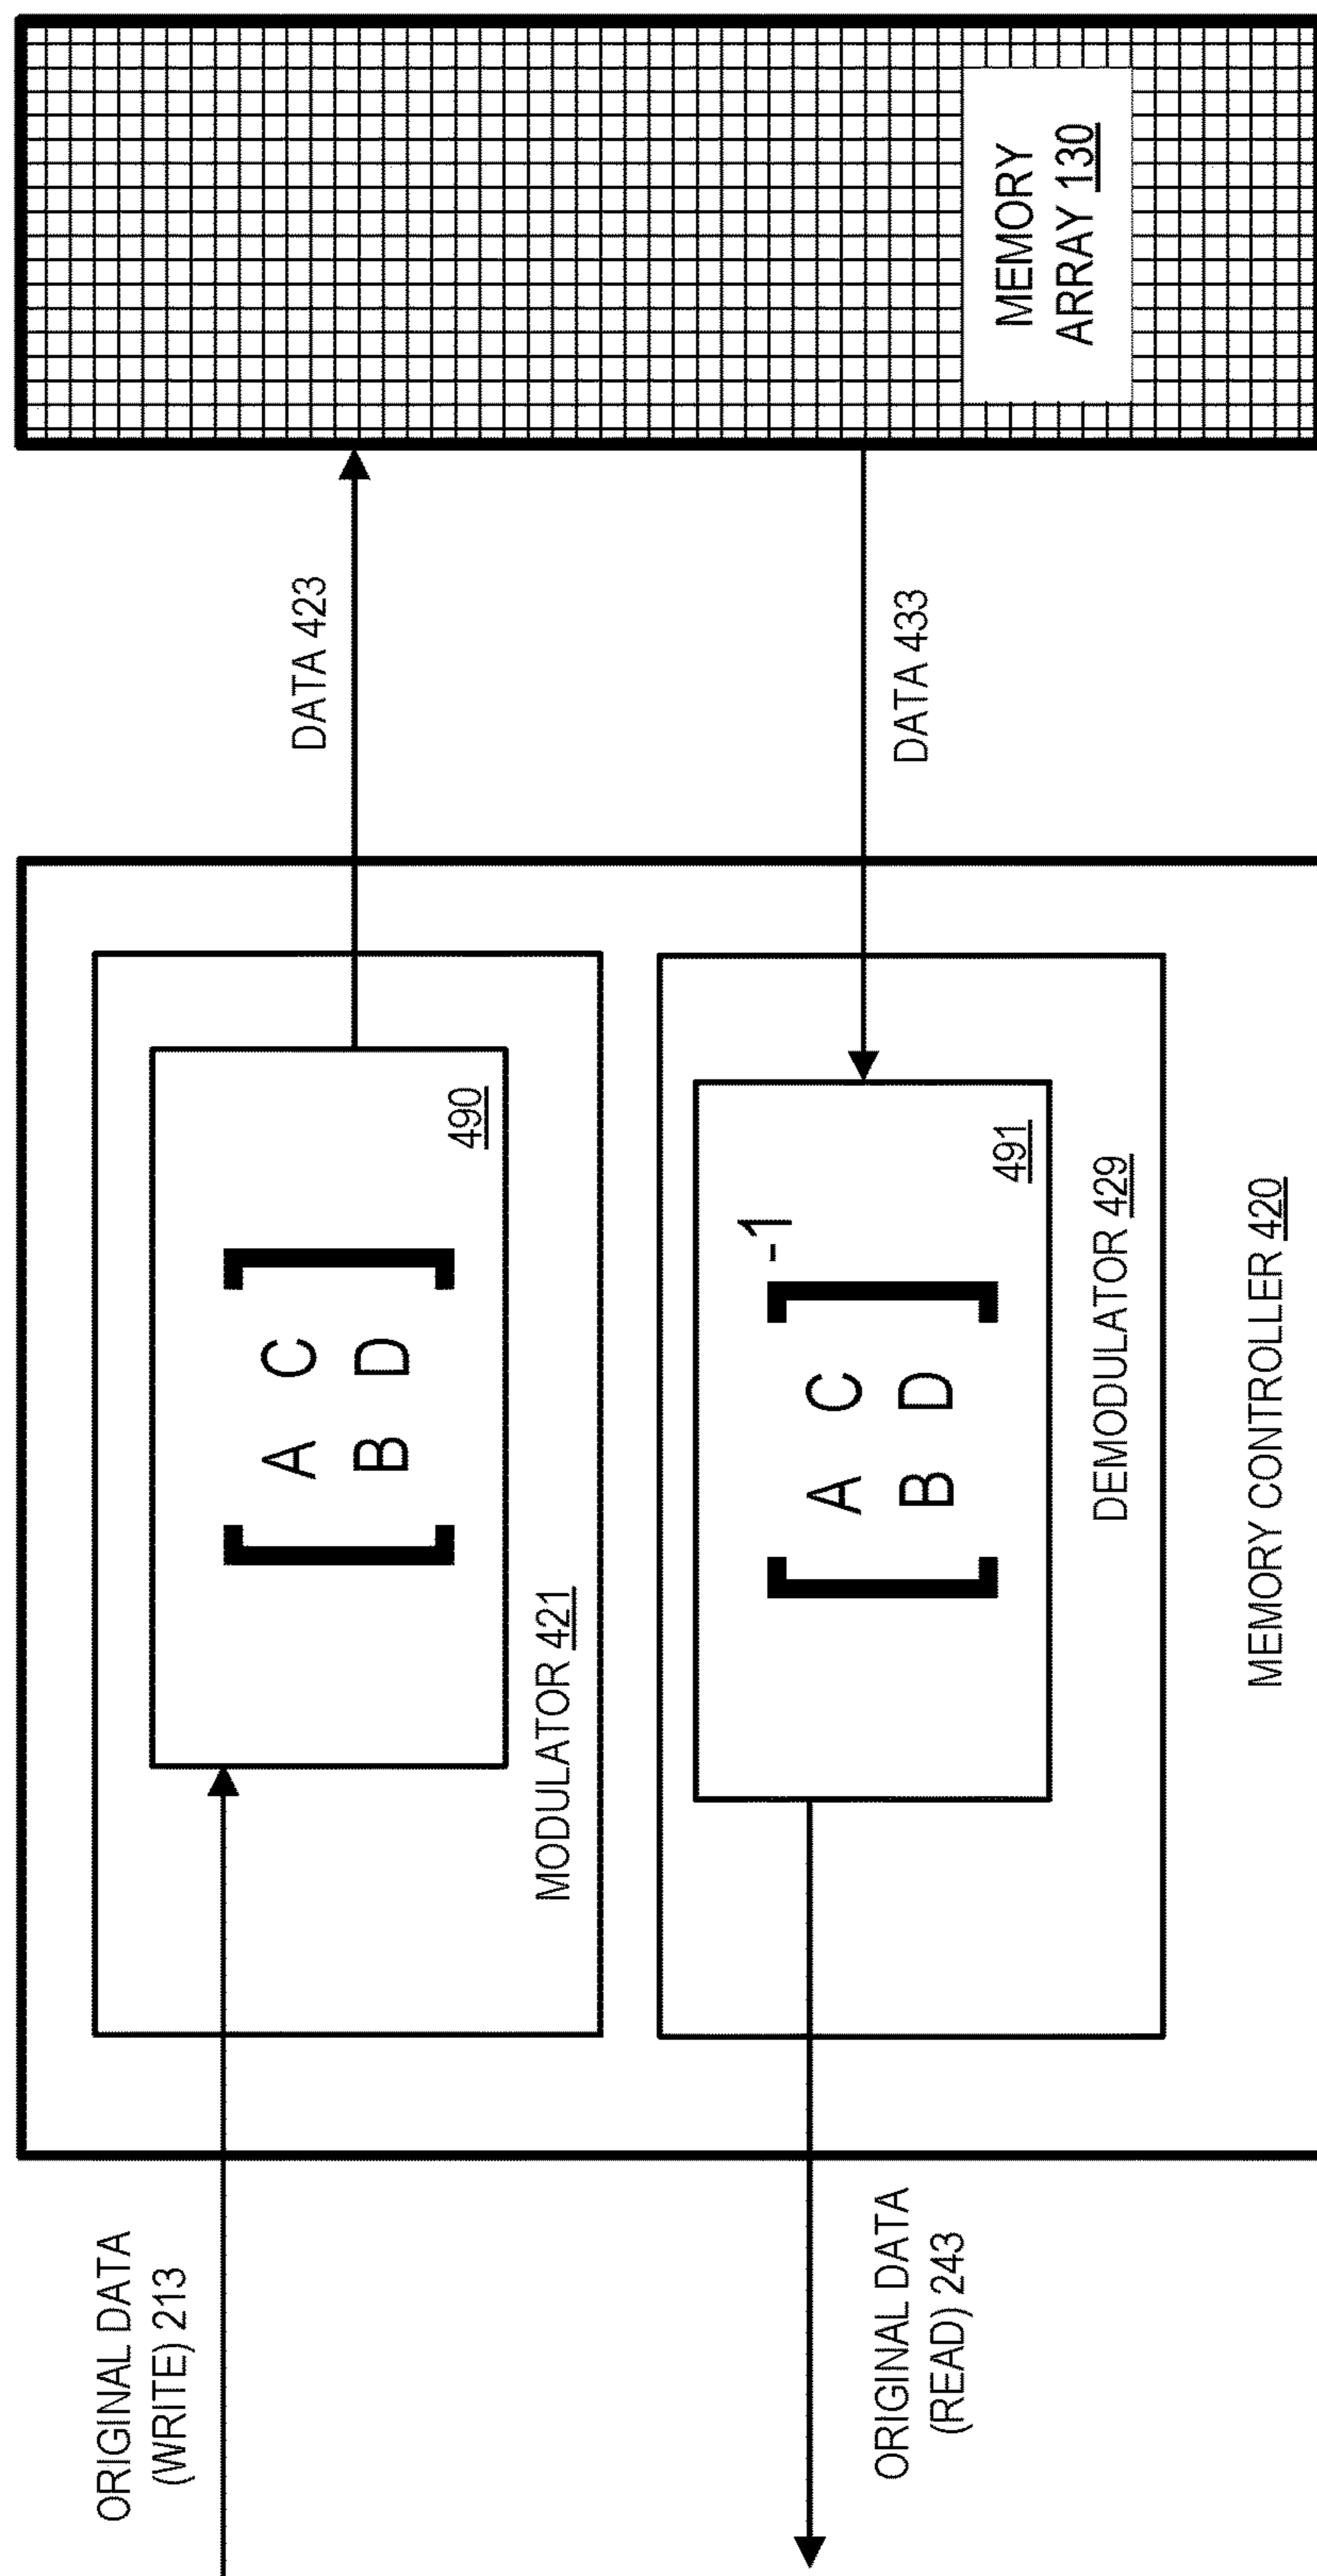 ORIGINAL DATA
(WRITE) 213
[ A C ]
[ B D ]
490
MODULATOR 421
DATA 423
ORIGINAL DATA
(READ) 243
[ A C ]-1
[ B D ]
491
DEMODULATOR 429
DATA 433
MEMORY CONTROLLER 420
MEMORY
ARRAY 130